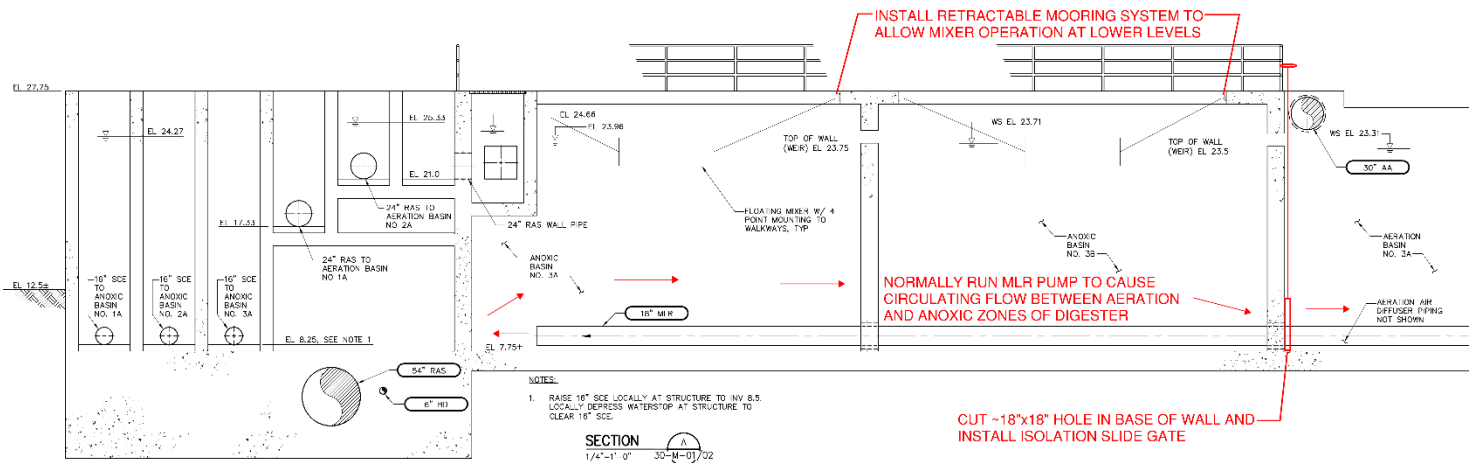 INSTALL RETRACTABLE MOORING SYSTEM TO
ALLOW MIXER OPERATION AT LOWER LEVELS
EL 27.75
EL 24.27
EL 25.33
EL 24.66
EL 23.96
TOP OF WALL
(WEIR) EL 23.75
WS EL 23.71
TOP OF WALL
(WEIR) EL 23.5
WS EL 23.31
30" AA
EL 21.0
24" RAS TO
AERATION BASIN
NO 2A
24" RAS WALL PIPE
FLOATING MIXER W/ 4
POINT MOUNTING TO
WALKWAYS, TYP
EL 17.33
24" RAS TO
AERATION BASIN
NO 1A
ANOXIC
BASIN
NO. 3A
ANOXIC
BASIN
NO. 3B
AERATION
BASIN
NO. 3A
16" SCE
TO
ANOXIC
BASIN
NO. 1A
16" SCE
TO
ANOXIC
BASIN
NO. 2A
16" SCE
TO
ANOXIC
BASIN
NO. 3A
EL 12.5±
NORMALLY RUN MLR PUMP TO CAUSE
CIRCULATING FLOW BETWEEN AERATION
AND ANOXIC ZONES OF DIGESTER
AERATION AIR
DIFFUSER PIPING
NOT SHOWN
18" MLR
EL 8.25, SEE NOTE 1
EL 7.75±
54" RAS
6" HD
NOTES:
1. RAISE 16" SCE LOCALLY AT STRUCTURE TO INV 8.5.
LOCALLY DEPRESS WATERSTOP AT STRUCTURE TO
CLEAR 16" SCE.
SECTION A
1/4"-1'-0" 30-M-01/02
CUT ~18"x18" HOLE IN BASE OF WALL AND
INSTALL ISOLATION SLIDE GATE